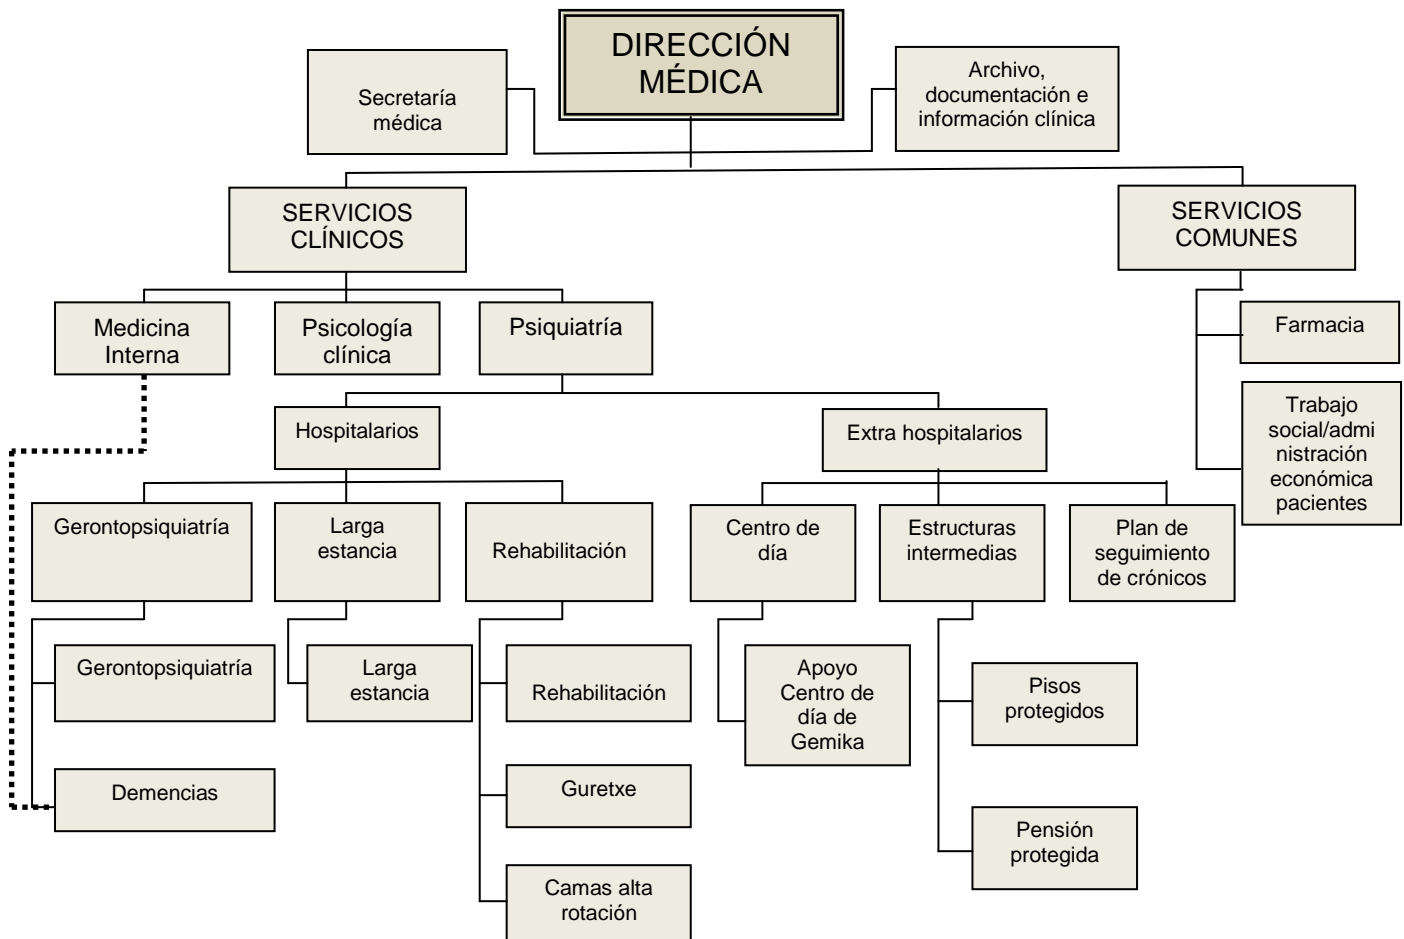 DIRECCIÓN
MÉDICA
Secretaría
médica
Archivo,
documentación e
información clínica
SERVICIOS
CLÍNICOS
SERVICIOS
COMUNES
Medicina
Interna
Psicología
clínica
Psiquiatría
Farmacia
Trabajo
social/admi
nistración
económica
pacientes
Hospitalarios
Extra hospitalarios
Gerontopsiquiatría
Larga
estancia
Rehabilitación
Centro de
día
Estructuras
intermedias
Plan de
seguimiento
de crónicos
Gerontopsiquiatría
Larga
estancia
Rehabilitación
Apoyo
Centro de
día de
Gemika
Pisos
protegidos
Demencias
Guretxe
Pensión
protegida
Camas alta
rotación